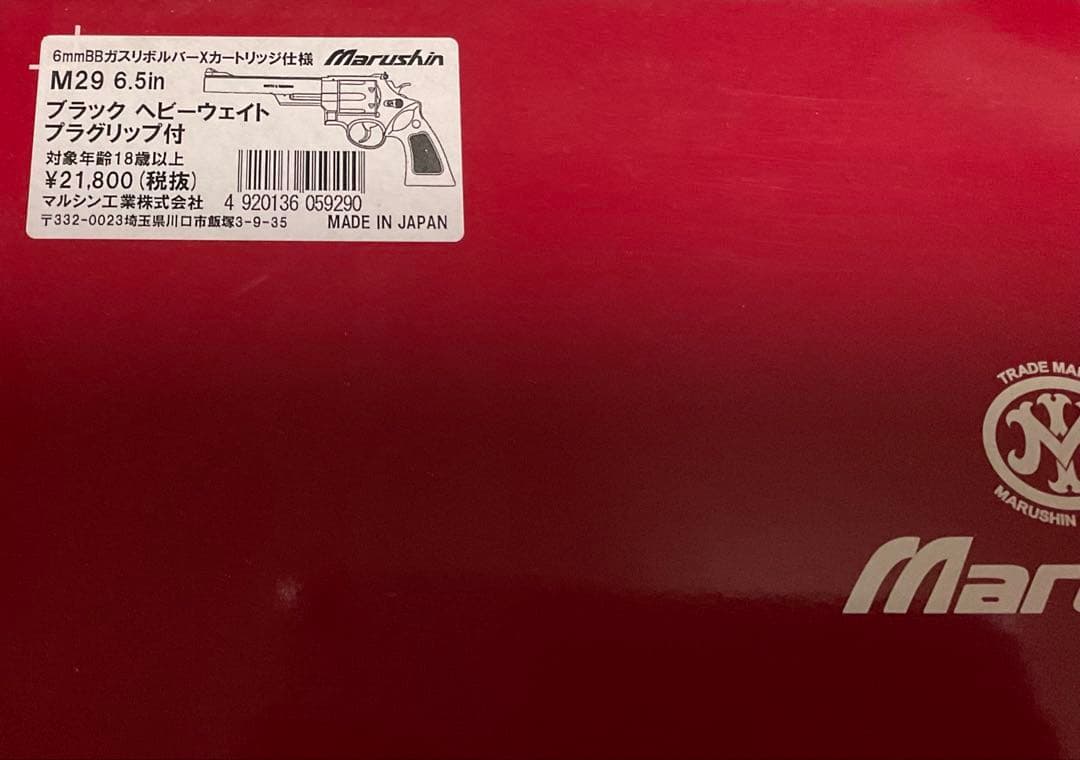 6mmBBガスリボルバーXカートリッジ仕様 Marushin
M29 6.5in
ブラック ヘビーウェイト
プラグリップ付
対象年齢18歳以上
¥21,800(税抜)
マルシン工業株式会社 4 920136 059290
〒332-0023埼玉県川口市飯塚3-9-35 MADE IN JAPAN
TRADE MA
M
MARUSHIN
Maru